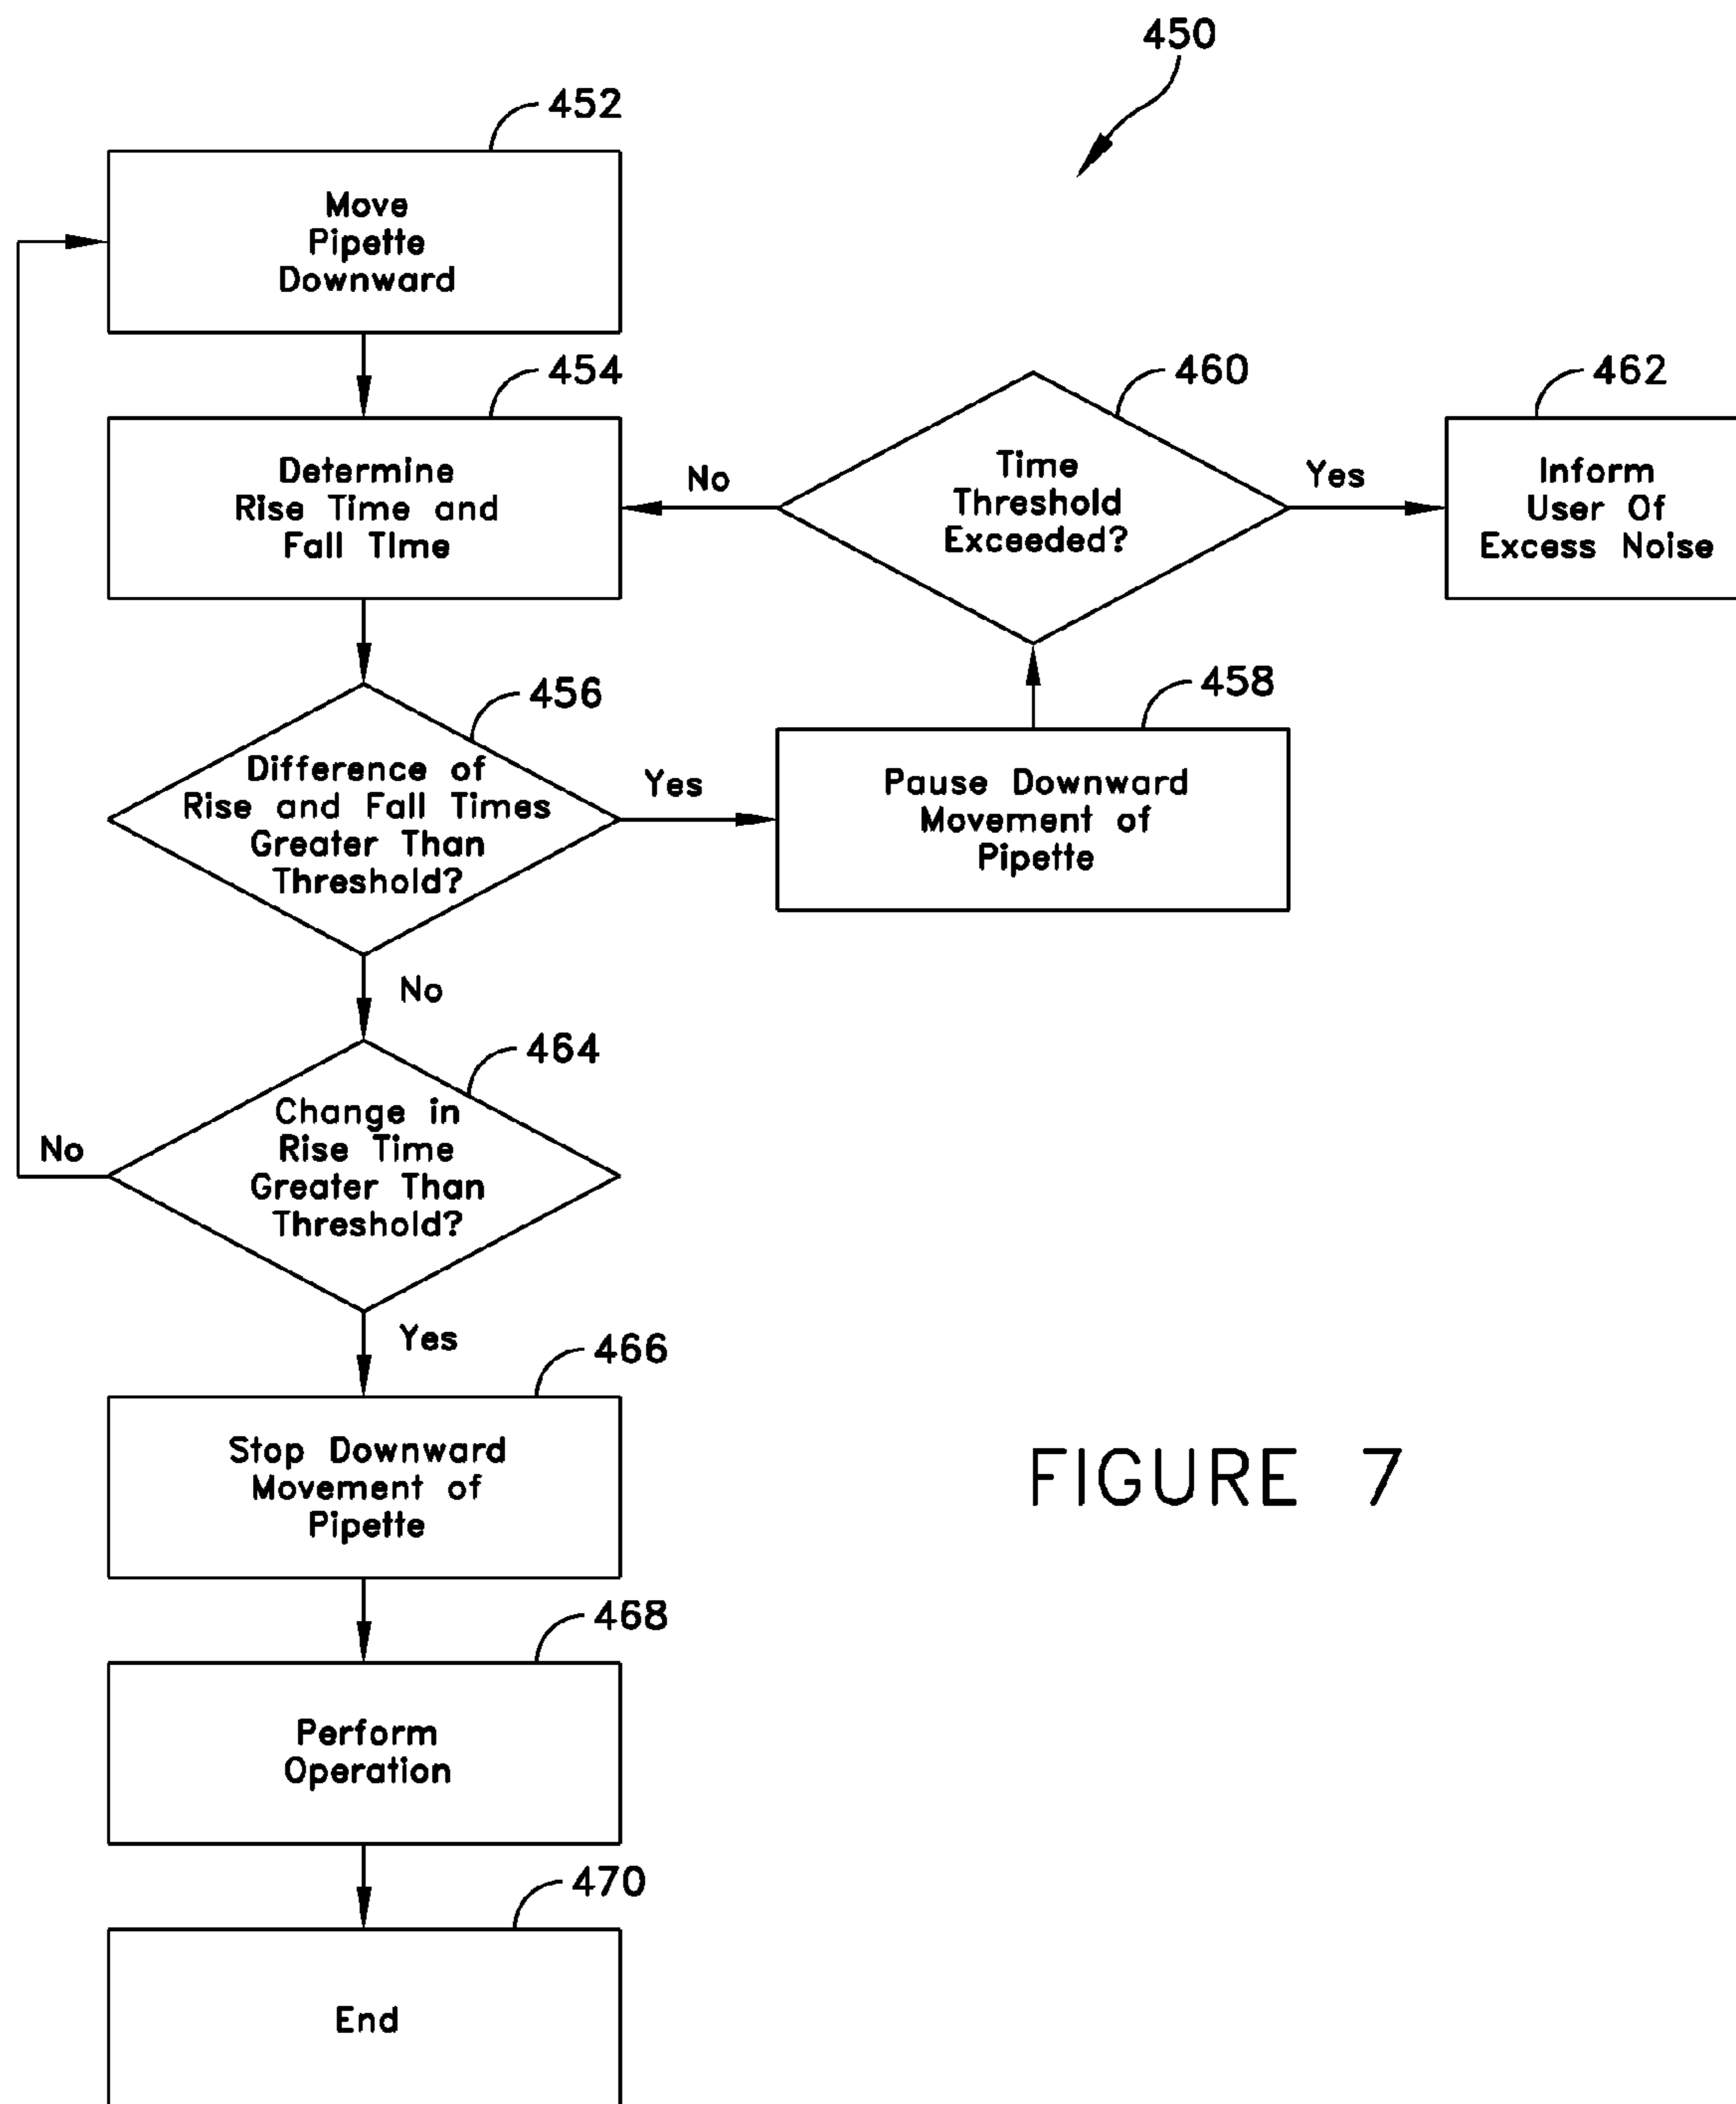 450
452
Move
Pipette
Downward
454
Determine
Rise Time and
Fall Time
460
Time
Threshold
Exceeded?
No
Yes
462
Inform
User Of
Excess Noise
456
Difference of
Rise and Fall Times
Greater Than
Threshold?
Yes
458
Pause Downward
Movement of
Pipette
No
464
Change in
Rise Time
Greater Than
Threshold?
No
Yes
466
Stop Downward
Movement of
Pipette
FIGURE 7
468
Perform
Operation
470
End